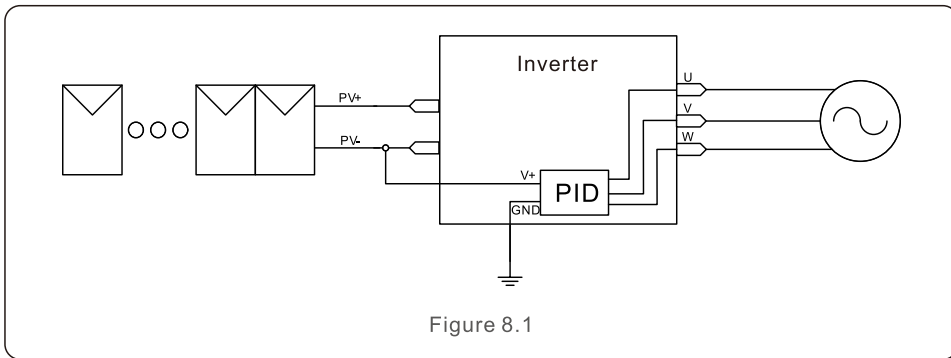 Inverter
PV+
PV-
U
V
W
V+
GND
PID
Figure 8.1